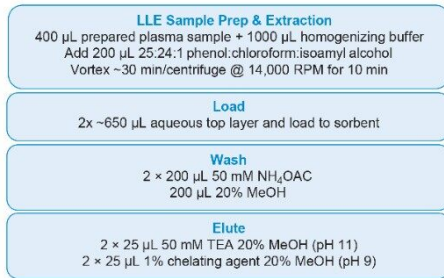 LLE Sample Prep & Extraction
400 µL prepared plasma sample + 1000 µL homogenizing buffer
Add 200 µL 25:24:1 phenol:chloroform:isoamyl alcohol
Vortex ~30 min/centrifuge @ 14,000 RPM for 10 min
Load
2x ~650 µL aqueous top layer and load to sorbent
Wash
2 × 200 µL 50 mM NH₄OAC
200 µL 20% MeOH
Elute
2 × 25 µL 50 mM TEA 20% MeOH (pH 11)
2 × 25 µL 1% chelating agent 20% MeOH (pH 9)